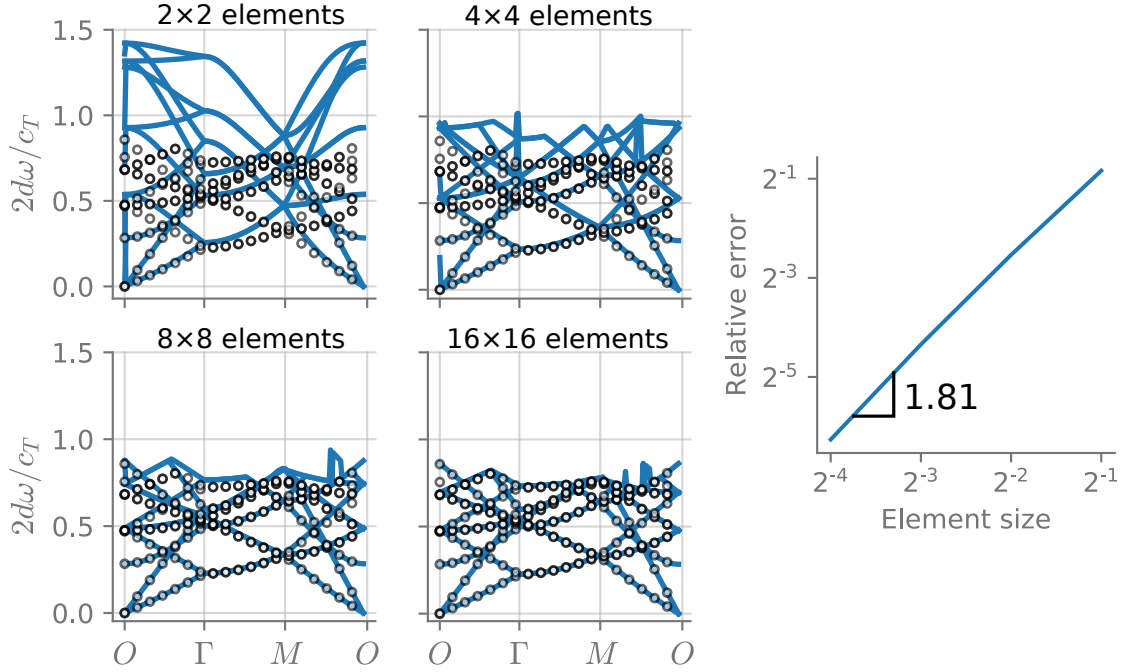 2×2 elements
4×4 elements
1.5
1.0
0.5
0.0
2dω/c_T
8×8 elements
16×16 elements
1.5
1.0
0.5
0.0
2dω/c_T
O Γ M O
O Γ M O
2⁻¹
2⁻³
2⁻⁵
Relative error
1.81
2⁻⁴ 2⁻³ 2⁻² 2⁻¹
Element size